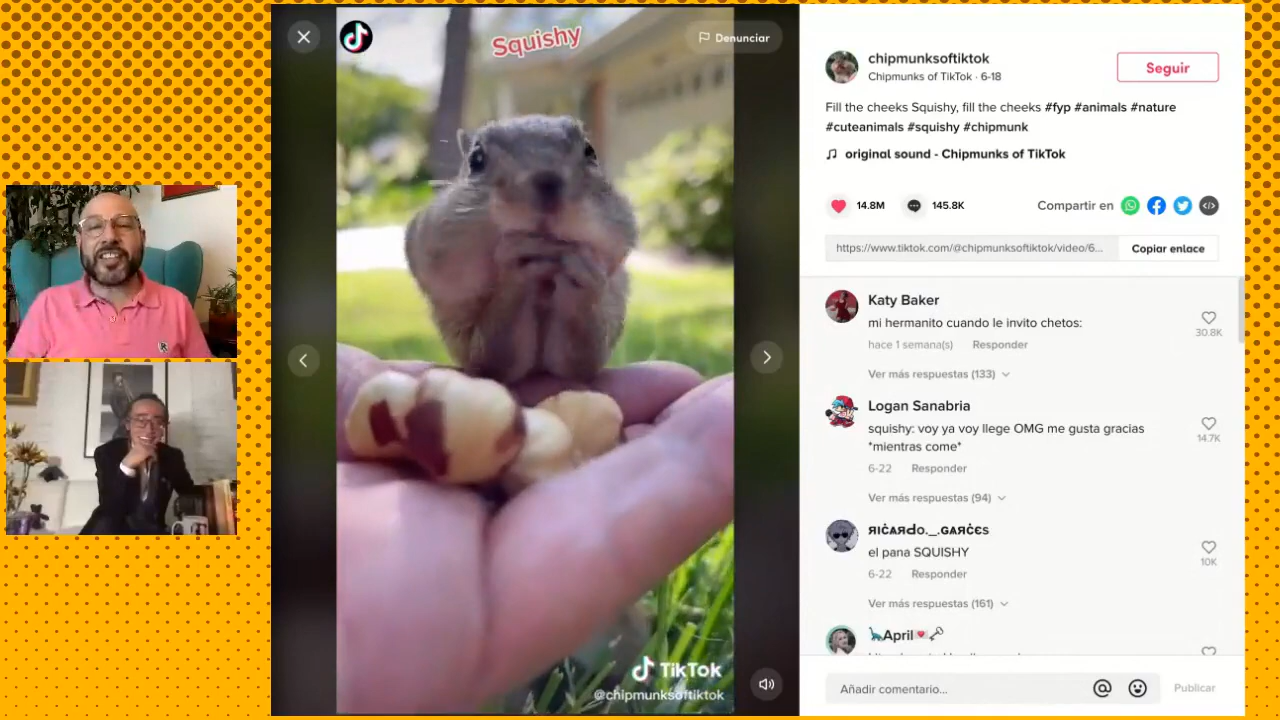 Squishy
Denunciar
TikTok
@chipmunksoftiktok
chipmunksoftiktok
Chipmunks of TikTok · 6-18
Seguir
Fill the cheeks Squishy, fill the cheeks #fyp #animals #nature
#cuteanimals #squishy #chipmunk
original sound - Chipmunks of TikTok
14.8M
145.8K
Compartir en
https://www.tiktok.com/@chipmunksoftiktok/video/6...
Copiar enlace
Katy Baker
mi hermanito cuando le invito chetos:
30.8K
hace 1 semana(s) Responder
Ver más respuestas (133)
Logan Sanabria
squishy: voy ya voy llege OMG me gusta gracias
*mientras come*
14.7K
6-22 Responder
Ver más respuestas (94)
ЯIĊAЯdO._.GAЯĊЄS
el pana SQUISHY
10K
6-22 Responder
Ver más respuestas (161)
🦕April💌🗝
Añadir comentario...
Publicar